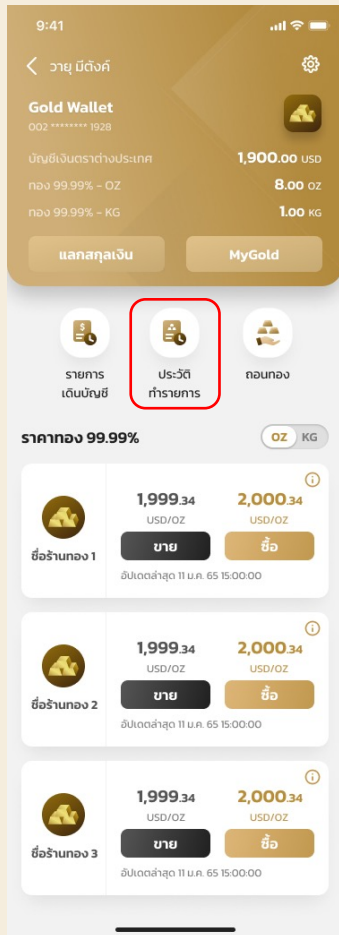 9:41
วายุ มีตังค์
Gold Wallet
002 ******** 1928
บัญชีเงินตราต่างประเทศ 1,900.00 USD
ทอง 99.99% - OZ 8.00 OZ
ทอง 99.99% - KG 1.00 KG
แลกสกุลเงิน MyGold
รายการ ประวัติ ถอนทอง
เดินบัญชี ทำรายการ
ราคาทอง 99.99% OZ KG
1,999.34 2,000.34
USD/OZ USD/OZ
ขาย ซื้อ
ชื่อร้านทอง 1
อัปเดตล่าสุด 11 ม.ค. 65 15:00:00
1,999.34 2,000.34
USD/OZ USD/OZ
ขาย ซื้อ
ชื่อร้านทอง 2
อัปเดตล่าสุด 11 ม.ค. 65 15:00:00
1,999.34 2,000.34
USD/OZ USD/OZ
ขาย ซื้อ
ชื่อร้านทอง 3
อัปเดตล่าสุด 11 ม.ค. 65 15:00:00